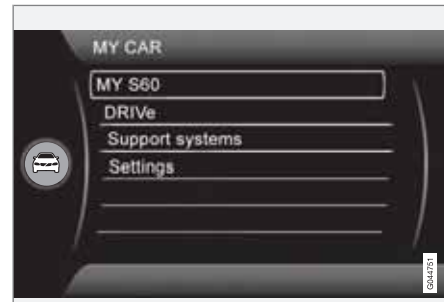 MY CAR
MY S60
DRIVe
Support systems
Settings
G044751